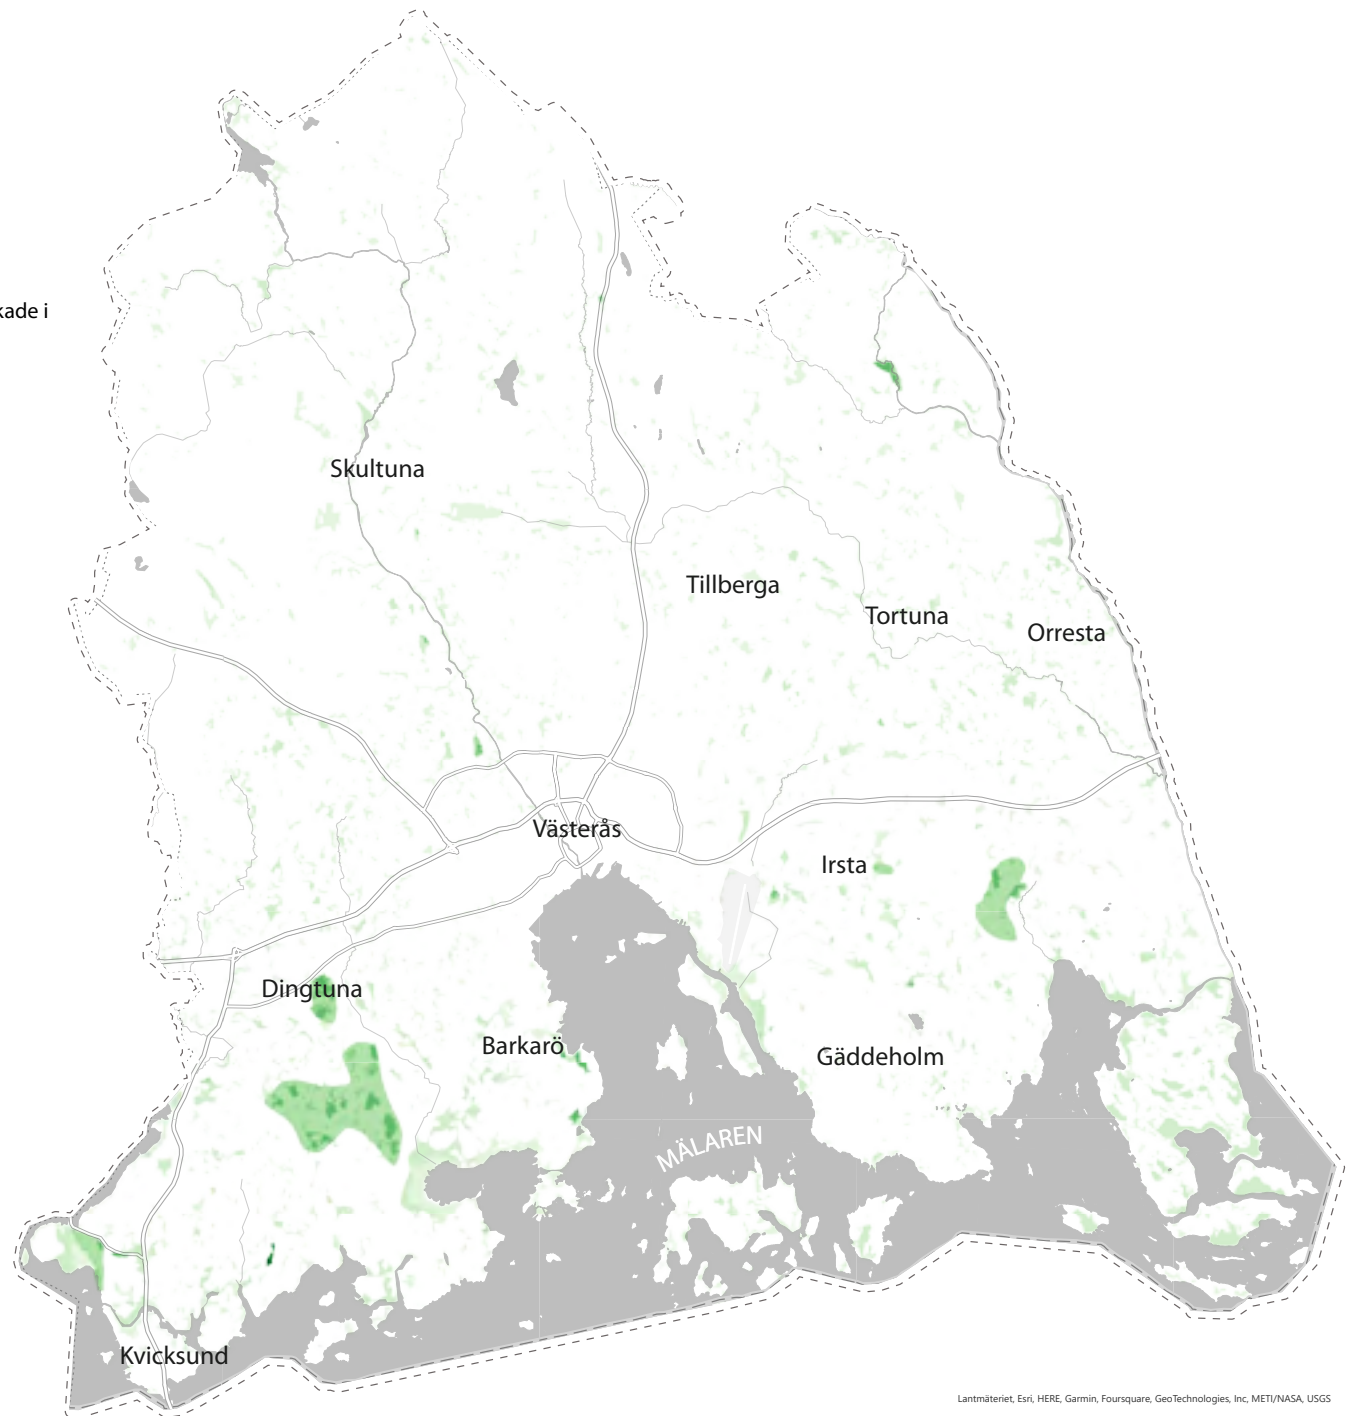 kade i
Skultuna
Tillberga
Tortuna
Orresta
Västerås
Irsta
Dingtuna
Barkarö
Gäddeholm
MÄLAREN
Kvicksund
Lantmäteriet, Esri, HERE, Garmin, Foursquare, GeoTechnologies, Inc, METI/NASA, USGS